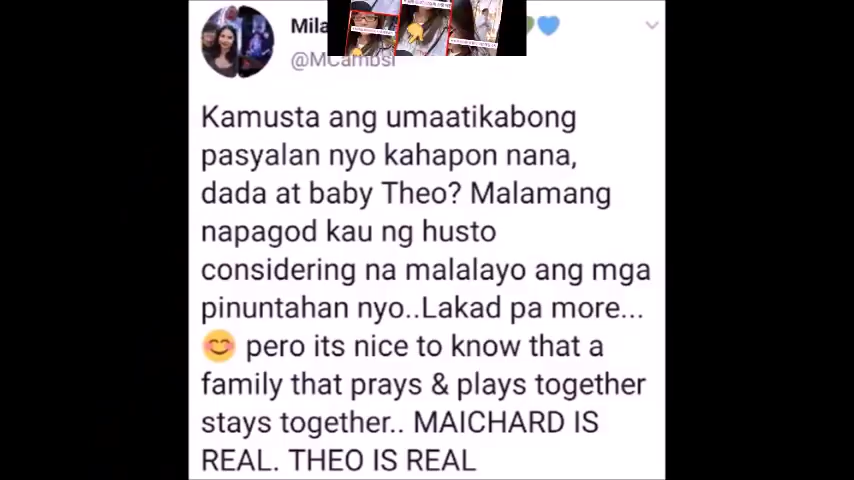 Mila
@MCambsl
Kamusta ang umaatikabong
pasyalan nyo kahapon nana,
dada at baby Theo? Malamang
napagod kau ng husto
considering na malalayo ang mga
pinuntahan nyo..Lakad pa more...
😊 pero its nice to know that a
family that prays & plays together
stays together.. MAICHARD IS
REAL. THEO IS REAL